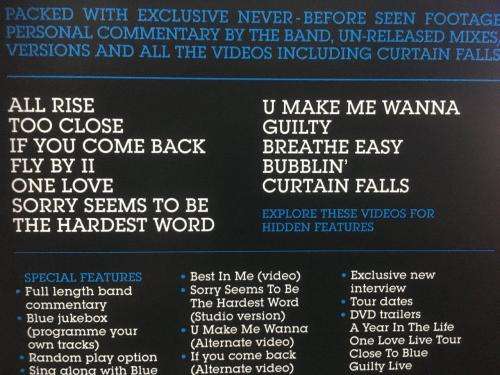 PACKED WITH EXCLUSIVE NEVER-BEFORE SEEN FOOTAGE
PERSONAL COMMENTARY BY THE BAND, UN-RELEASED MIXES,
VERSIONS AND ALL THE VIDEOS INCLUDING CURTAIN FALLS
ALL RISE
TOO CLOSE
IF YOU COME BACK
FLY BY II
ONE LOVE
SORRY SEEMS TO BE
THE HARDEST WORD
U MAKE ME WANNA
GUILTY
BREATHE EASY
BUBBLIN'
CURTAIN FALLS
EXPLORE THESE VIDEOS FOR
HIDDEN FEATURES
SPECIAL FEATURES
• Full length band
commentary
• Blue jukebox
(programme your
own tracks)
• Random play option
• Sing along with Blue
• Best In Me (video)
• Sorry Seems To Be
The Hardest Word
(Studio version)
• U Make Me Wanna
(Alternate video)
• If you come back
(Alternate video)
• Exclusive new
interview
• Tour dates
• DVD trailers
A Year In The Life
One Love Live Tour
Close To Blue
Guilty Live